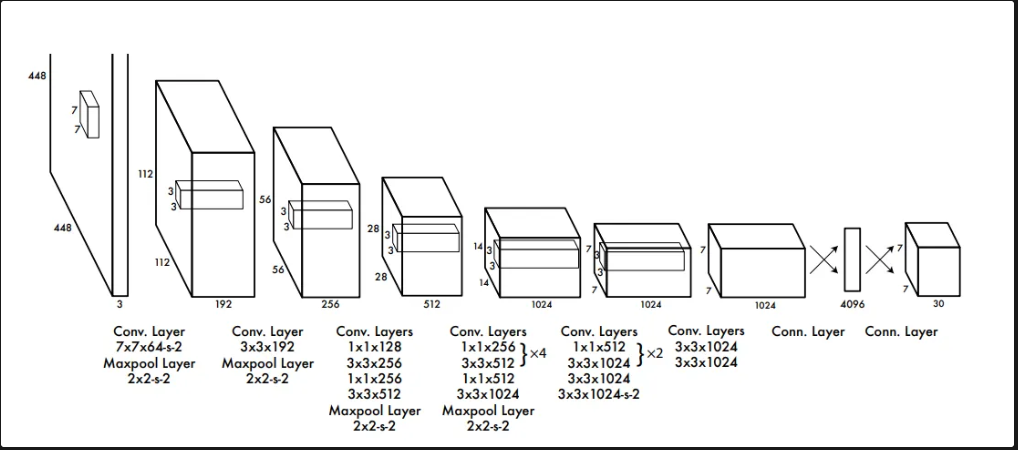 448
7
7
448
3
112
3
3
112
192
56
3
3
56
256
28
3
3
28
512
14
3
3
14
1024
7
3
3
7
1024
7
7
1024
4096
7
7
30
Conv. Layer
7x7x64-s-2
Maxpool Layer
2x2-s-2
Conv. Layer
3x3x192
Maxpool Layer
2x2-s-2
Conv. Layers
1x1x128
3x3x256
1x1x256
3x3x512
Maxpool Layer
2x2-s-2
Conv. Layers
1x1x256
3x3x512
}×4
1x1x512
3x3x1024
Maxpool Layer
2x2-s-2
Conv. Layers
1x1x512
3x3x1024
}×2
3x3x1024
3x3x1024-s-2
Conv. Layers
3x3x1024
3x3x1024
Conn. Layer
Conn. Layer